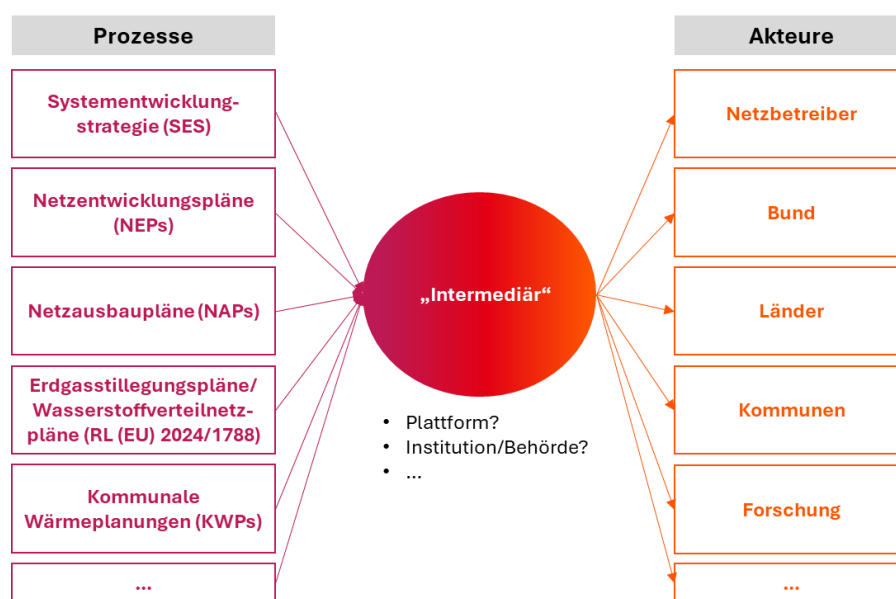 Prozesse
Systementwicklung-
strategie (SES)
Netzentwicklungspläne
(NEPs)
Netzausbaupläne (NAPs)
Erdgasstillegungspläne/
Wasserstoffverteilnetz-
pläne (RL (EU) 2024/1788)
Kommunale
Wärmeplanungen (KWPs)
...
„Intermediär“
• Plattform?
• Institution/Behörde?
• ...
Akteure
Netzbetreiber
Bund
Länder
Kommunen
Forschung
...